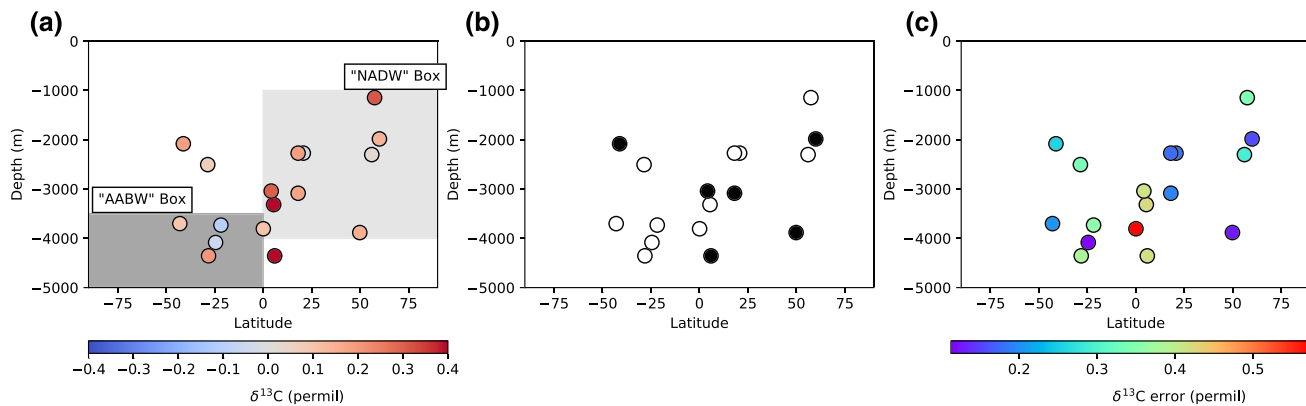 (a)
"NADW" Box
"AABW" Box
0
−1000
−2000
−3000
−4000
−5000
Depth (m)
−75 −50 −25 0 25 50 75
Latitude
−0.4 −0.3 −0.2 −0.1 0.0 0.1 0.2 0.3 0.4
δ¹³C (permil)
(b)
0
−1000
−2000
−3000
−4000
−5000
Depth (m)
−75 −50 −25 0 25 50 75
Latitude
(c)
0
−1000
−2000
−3000
−4000
−5000
Depth (m)
−75 −50 −25 0 25 50 75
Latitude
0.2 0.3 0.4 0.5
δ¹³C error (permil)